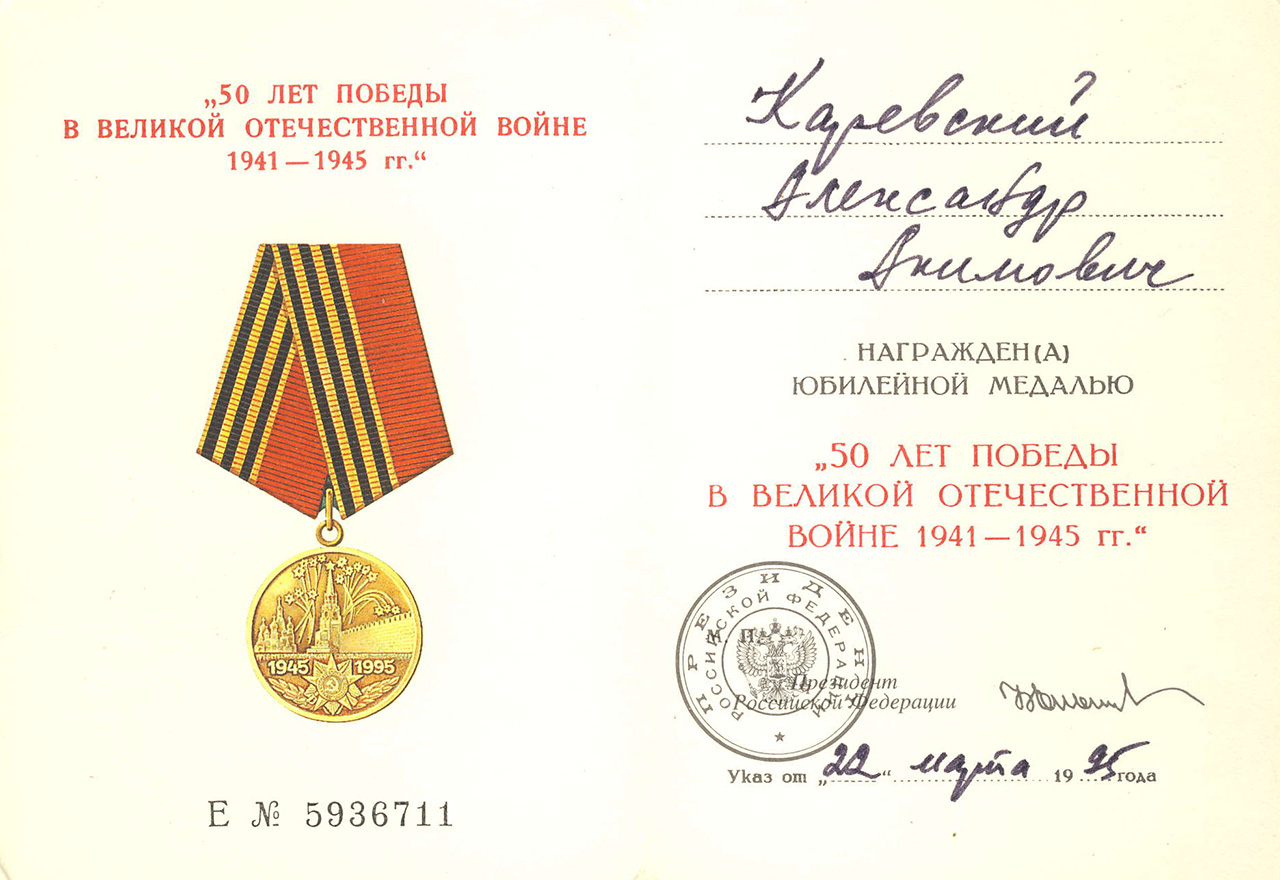 „50 ЛЕТ ПОБЕДЫ
В ВЕЛИКОЙ ОТЕЧЕСТВЕННОЙ ВОЙНЕ
1941—1945 гг.“
1945 1995
Е № 5936711
Каревский
Александр
Акимович
НАГРАЖДЕН(А)
ЮБИЛЕЙНОЙ МЕДАЛЬЮ
„50 ЛЕТ ПОБЕДЫ
В ВЕЛИКОЙ ОТЕЧЕСТВЕННОЙ
ВОЙНЕ 1941—1945 гг.“
ПРЕЗИДЕНТ
РОССИЙСКОЙ ФЕДЕРАЦИИ
М. П.
Президент
Российской Федерации
Указ от „22“ марта 1995 года